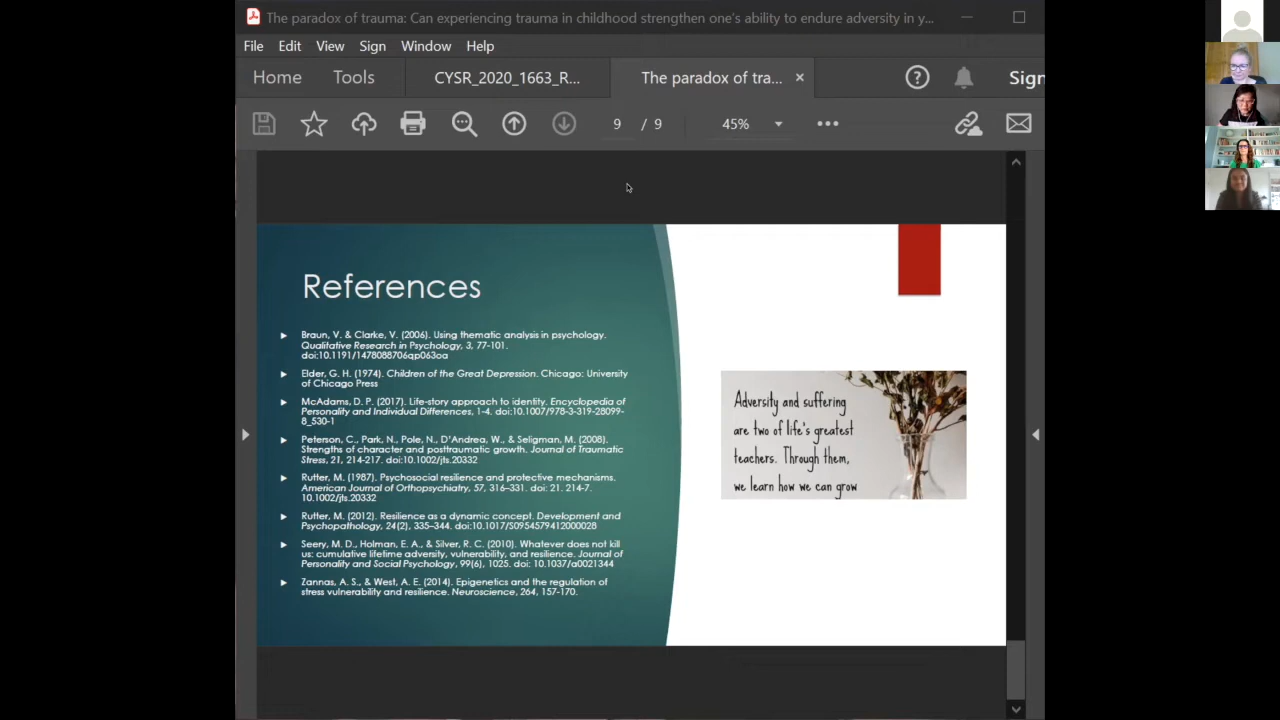 The paradox of trauma: Can experiencing trauma in childhood strengthen one's ability to endure adversity in y...
File Edit View Sign Window Help
Home Tools CYSR_2020_1663_R... The paradox of tra... × Sign
9 / 9 45%
References
Braun, V. & Clarke, V. (2006). Using thematic analysis in psychology.
Qualitative Research in Psychology, 3, 77-101.
doi:10.1191/1478088706qp063oa
Elder, G. H. (1974). Children of the Great Depression. Chicago: University
of Chicago Press
McAdams, D. P. (2017). Life-story approach to identity. Encyclopedia of
Personality and Individual Differences, 1-4. doi:10.1007/978-3-319-28099-
8_530-1
Peterson, C., Park, N., Pole, N., D'Andrea, W., & Seligman, M. (2008).
Strengths of character and posttraumatic growth. Journal of Traumatic
Stress, 21, 214-217. doi:10.1002/jts.20332
Rutter, M. (1987). Psychosocial resilience and protective mechanisms.
American Journal of Orthopsychiatry, 57, 316–331. doi: 21. 214-7.
10.1002/jts.20332
Rutter, M. (2012). Resilience as a dynamic concept. Development and
Psychopathology, 24(2), 335–344. doi:10.1017/S0954579412000028
Seery, M. D., Holman, E. A., & Silver, R. C. (2010). Whatever does not kill
us: cumulative lifetime adversity, vulnerability, and resilience. Journal of
Personality and Social Psychology, 99(6), 1025. doi: 10.1037/a0021344
Zannas, A. S., & West, A. E. (2014). Epigenetics and the regulation of
stress vulnerability and resilience. Neuroscience, 264, 157-170.
Adversity and suffering
are two of life's greatest
teachers. Through them,
we learn how we can grow